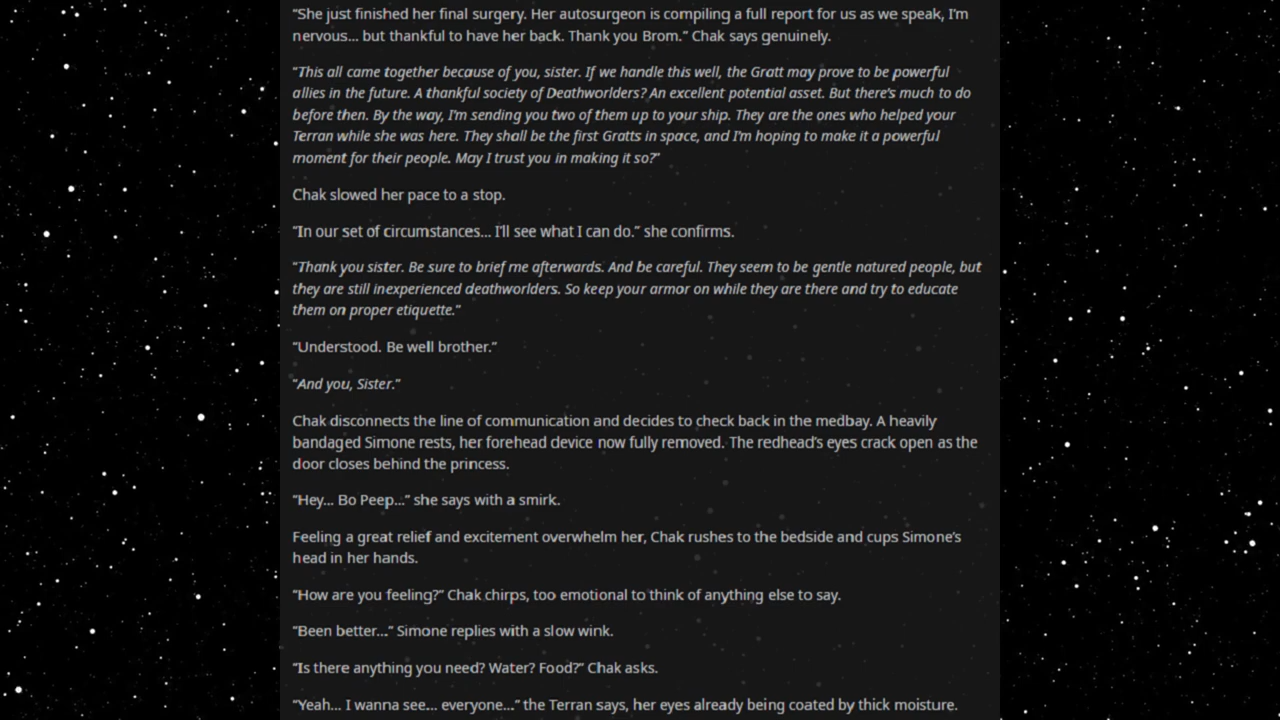 “She just finished her final surgery. Her autosurgeon is compiling a full report for us as we speak, I’m
nervous... but thankful to have her back. Thank you Brom.” Chak says genuinely.
“This all came together because of you, sister. If we handle this well, the Gratt may prove to be powerful
allies in the future. A thankful society of Deathworlders? An excellent potential asset. But there’s much to do
before then. By the way, I’m sending you two of them up to your ship. They are the ones who helped your
Terran while she was here. They shall be the first Gratts in space, and I’m hoping to make it a powerful
moment for their people. May I trust you in making it so?”
Chak slowed her pace to a stop.
“In our set of circumstances... I’ll see what I can do.” she confirms.
“Thank you sister. Be sure to brief me afterwards. And be careful. They seem to be gentle natured people, but
they are still inexperienced deathworlders. So keep your armor on while they are there and try to educate
them on proper etiquette.”
“Understood. Be well brother.”
“And you, Sister.”
Chak disconnects the line of communication and decides to check back in the medbay. A heavily
bandaged Simone rests, her forehead device now fully removed. The redhead’s eyes crack open as the
door closes behind the princess.
“Hey... Bo Peep...” she says with a smirk.
Feeling a great relief and excitement overwhelm her, Chak rushes to the bedside and cups Simone’s
head in her hands.
“How are you feeling?” Chak chirps, too emotional to think of anything else to say.
“Been better...” Simone replies with a slow wink.
“Is there anything you need? Water? Food?” Chak asks.
“Yeah... I wanna see... everyone...” the Terran says, her eyes already being coated by thick moisture.